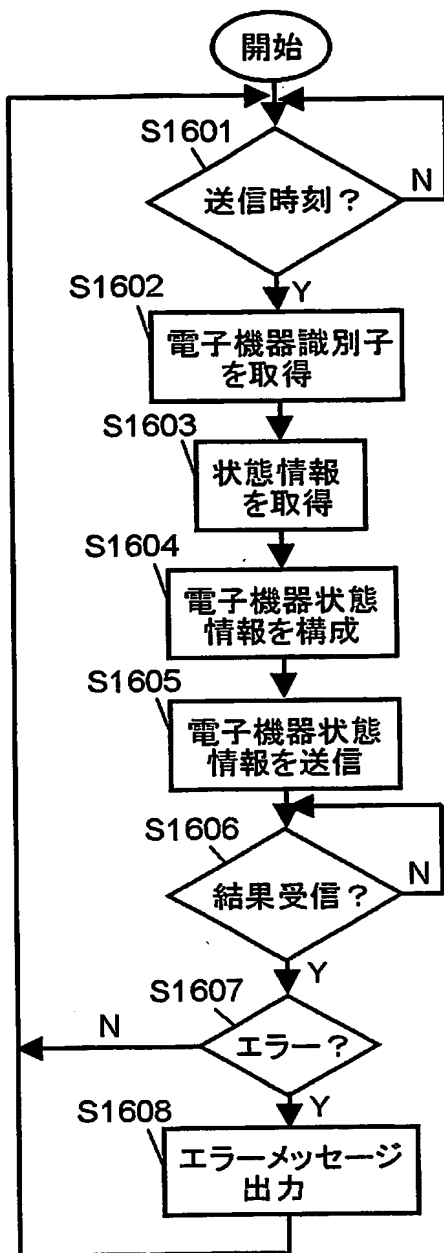 開始
S1601
送信時刻?
N
Y
S1602
電子機器識別子
を取得
S1603
状態情報
を取得
S1604
電子機器状態
情報を構成
S1605
電子機器状態
情報を送信
S1606
結果受信?
N
Y
S1607
エラー?
N
Y
S1608
エラーメッセージ
出力